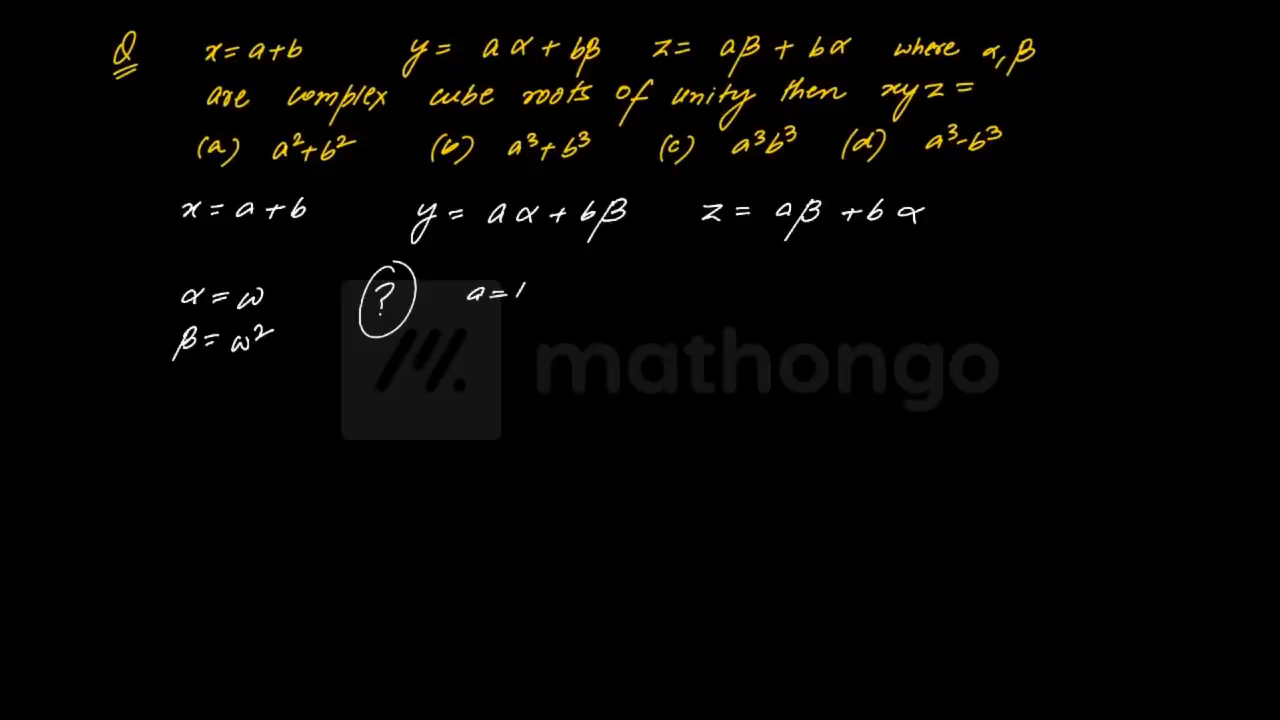 Q x = a+b y = aα + bβ z = aβ + bα where α, β
are complex cube roots of unity then xyz =
(a) a²+b² (b) a³+b³ (c) a³b³ (d) a³-b³
x = a+b y = aα + bβ z = aβ + bα
α = ω ? a = 1
β = ω²
mathongo